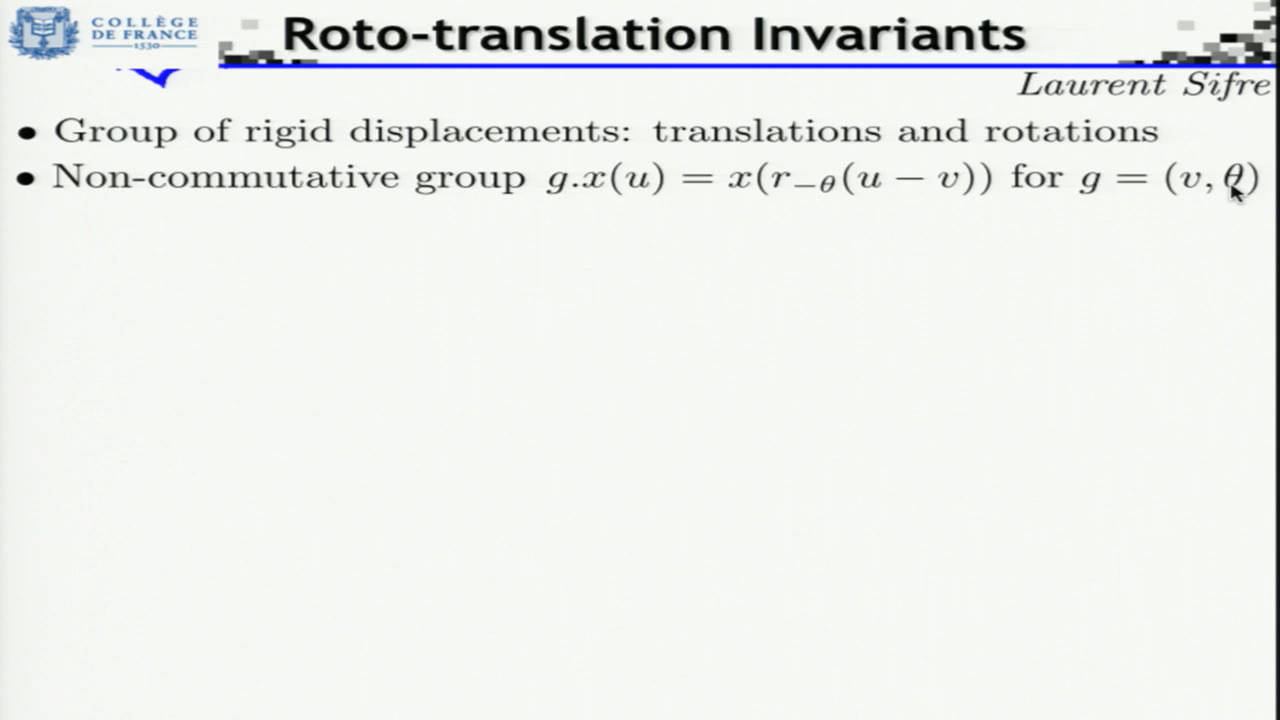 COLLÈGE
DE FRANCE
1530
Roto-translation Invariants
Laurent Sifre
• Group of rigid displacements: translations and rotations
• Non-commutative group g.x(u) = x(r₋θ(u − v)) for g = (v, θ)